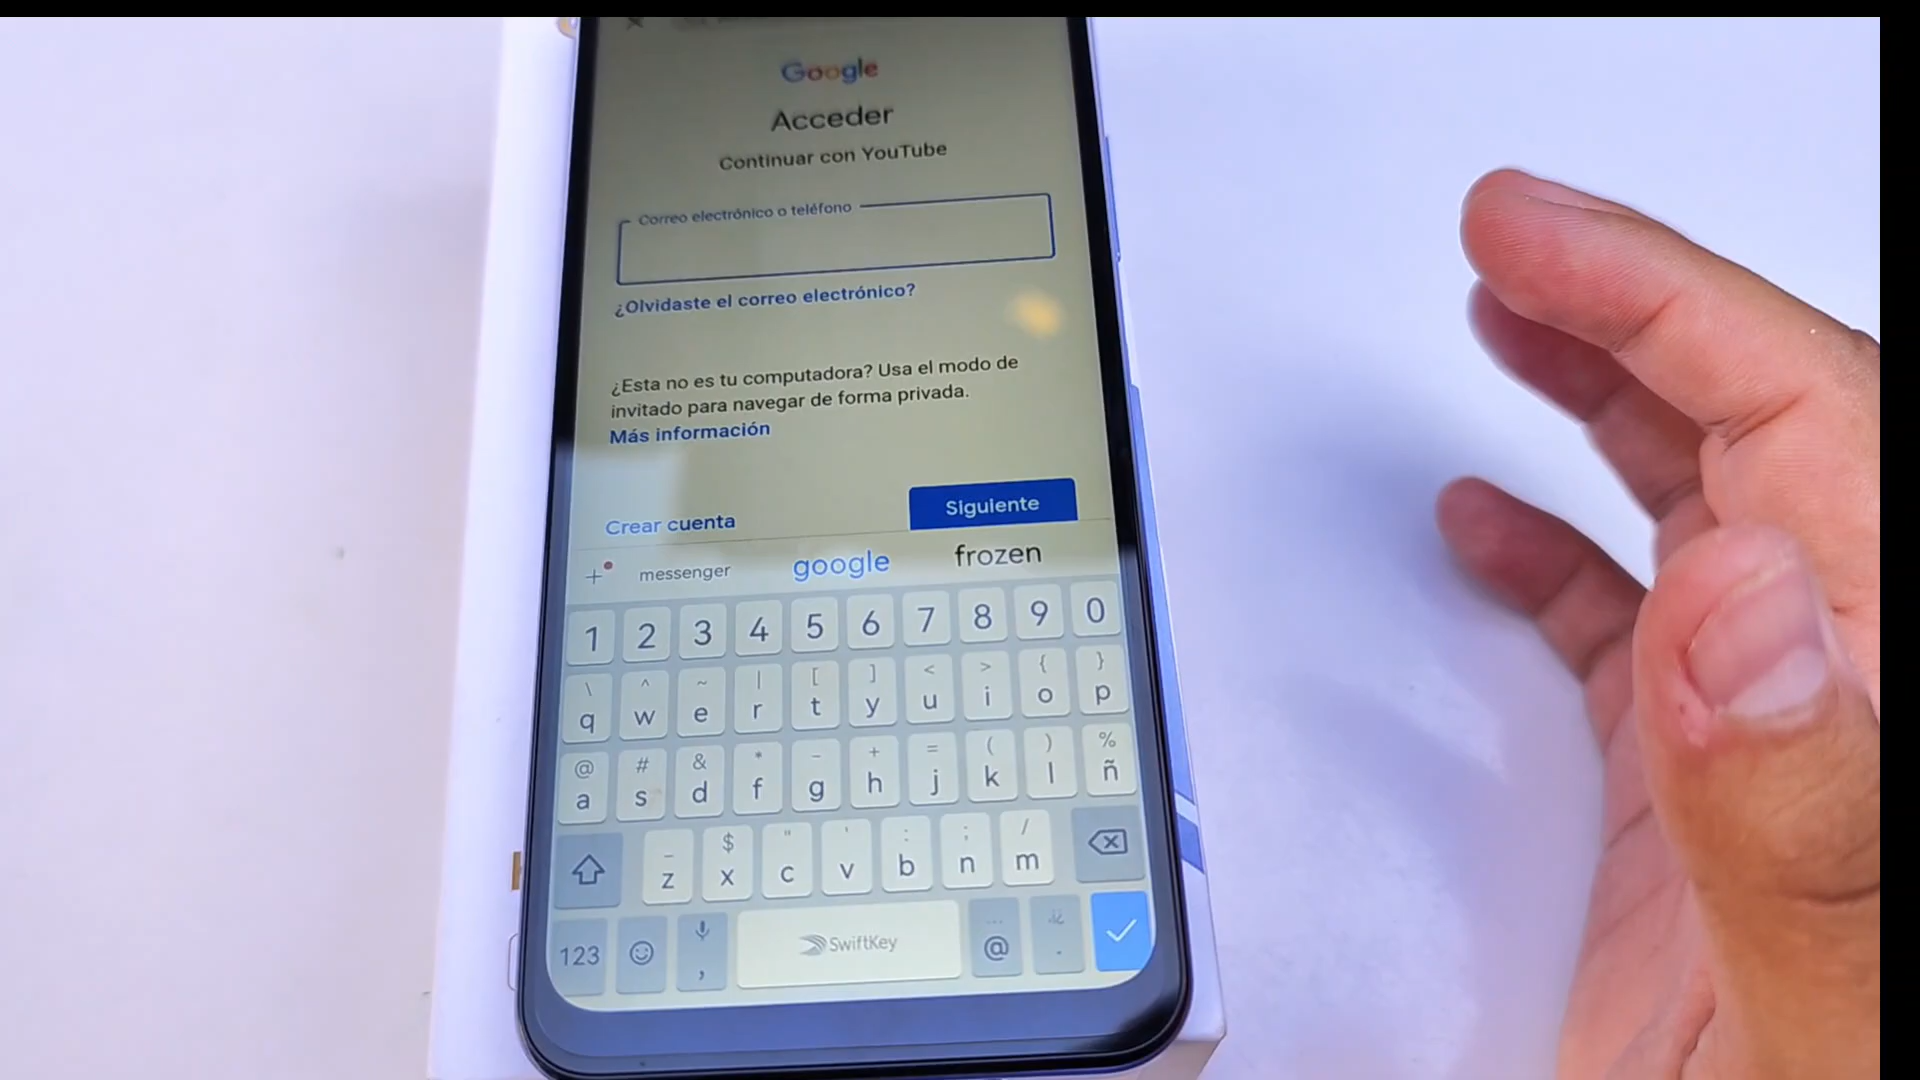 Google
Acceder
Continuar con YouTube
Correo electrónico o teléfono
¿Olvidaste el correo electrónico?
¿Esta no es tu computadora? Usa el modo de
invitado para navegar de forma privada.
Más información
Crear cuenta
Siguiente
+ messenger google frozen
1 2 3 4 5 6 7 8 9 0
\ ^ ~ | [ ] < > { }
q w e r t y u i o p
@ # & * - + = ( ) %
a s d f g h j k l ñ
_ $ " ' : ; /
z x c v b n m
123 , SwiftKey @ .